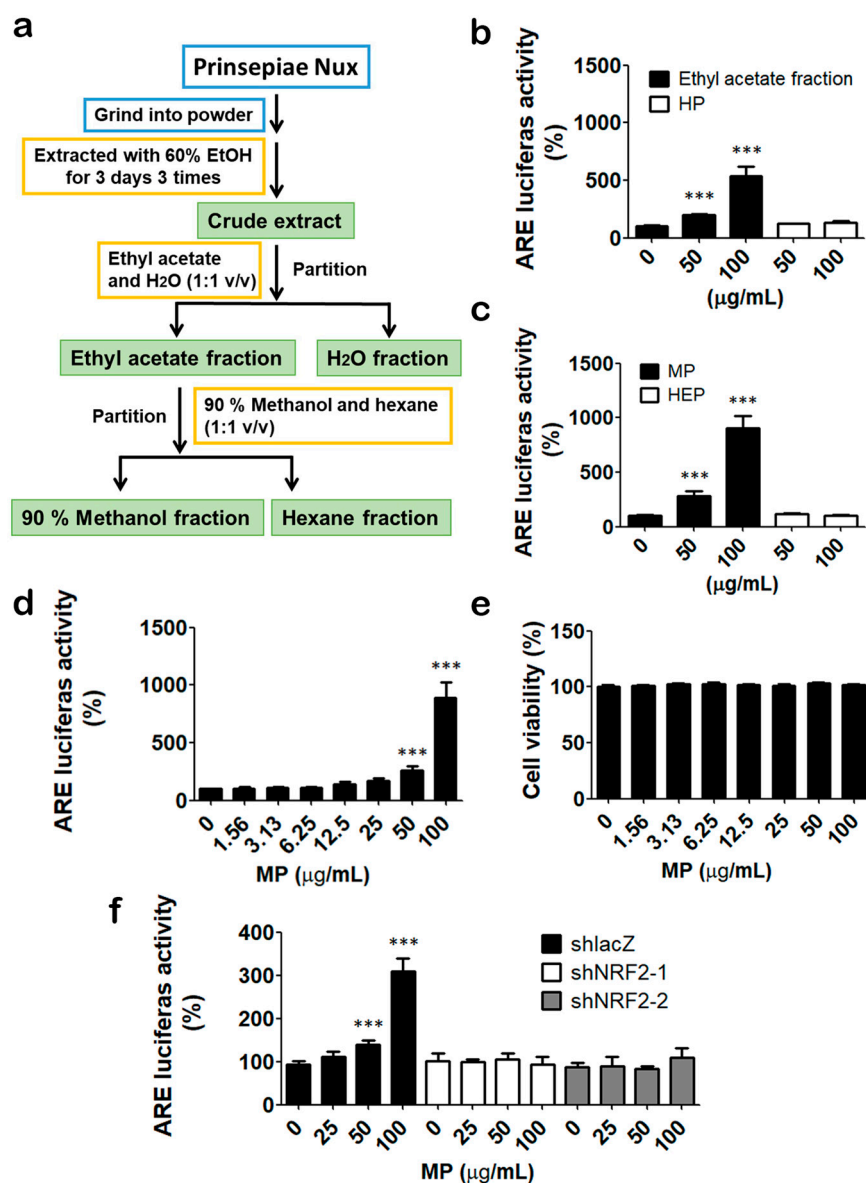 a
Prinsepiae Nux
Grind into powder
Extracted with 60% EtOH
for 3 days 3 times
Crude extract
Ethyl acetate
and H2O (1:1 v/v)
Partition
Ethyl acetate fraction
H2O fraction
Partition
90 % Methanol and hexane
(1:1 v/v)
90 % Methanol fraction
Hexane fraction
b
ARE luciferas activity
(%)
1500
1000
500
0
Ethyl acetate fraction
HP
***
***
0
50
100
50
100
(μg/mL)
c
ARE luciferas activity
(%)
1500
1000
500
0
MP
HEP
***
***
0
50
100
50
100
(μg/mL)
d
ARE luciferas activity
(%)
1500
1000
500
0
***
***
0
1.56
3.13
6.25
12.5
25
50
100
MP (μg/mL)
e
Cell viability (%)
150
100
50
0
0
1.56
3.13
6.25
12.5
25
50
100
MP (μg/mL)
f
ARE luciferas activity
(%)
400
300
200
100
0
***
***
shlacZ
shNRF2-1
shNRF2-2
0
25
50
100
0
25
50
100
0
25
50
100
MP (μg/mL)